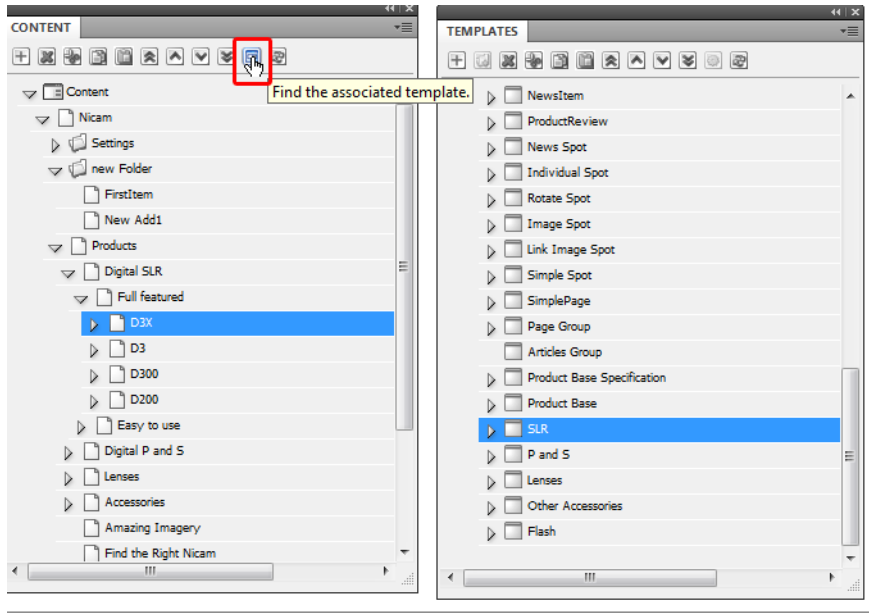 CONTENT
Find the associated template.
Content
Nicam
Settings
new Folder
FirstItem
New Add1
Products
Digital SLR
Full featured
D3X
D3
D300
D200
Easy to use
Digital P and S
Lenses
Accessories
Amazing Imagery
Find the Right Nicam
TEMPLATES
NewsItem
ProductReview
News Spot
Individual Spot
Rotate Spot
Image Spot
Link Image Spot
Simple Spot
SimplePage
Page Group
Articles Group
Product Base Specification
Product Base
SLR
P and S
Lenses
Other Accessories
Flash